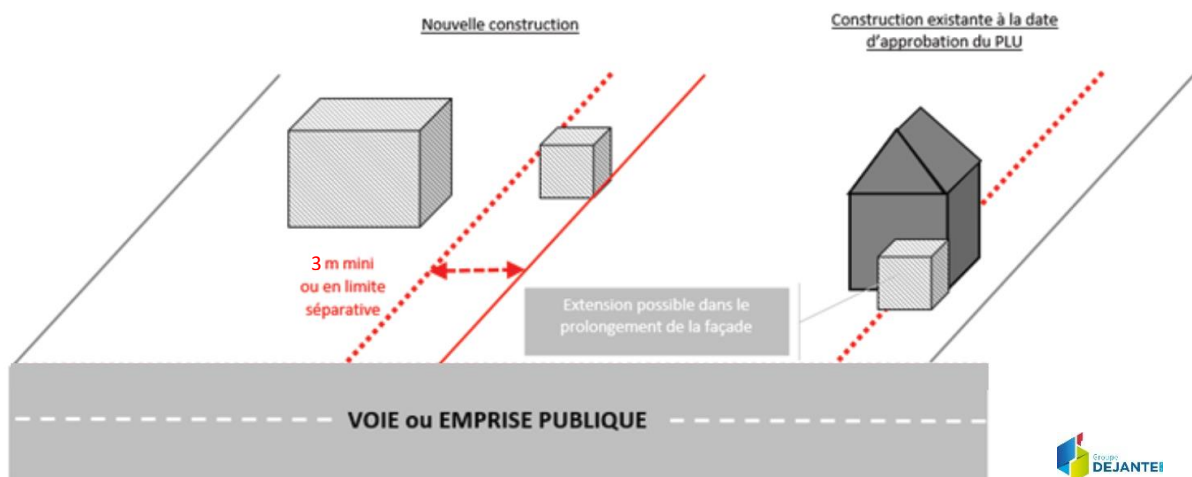 Nouvelle construction
Construction existante à la date
d'approbation du PLU
3 m mini
ou en limite
séparative
Extension possible dans le
prolongement de la façade
VOIE ou EMPRISE PUBLIQUE
Groupe
DEJANTE